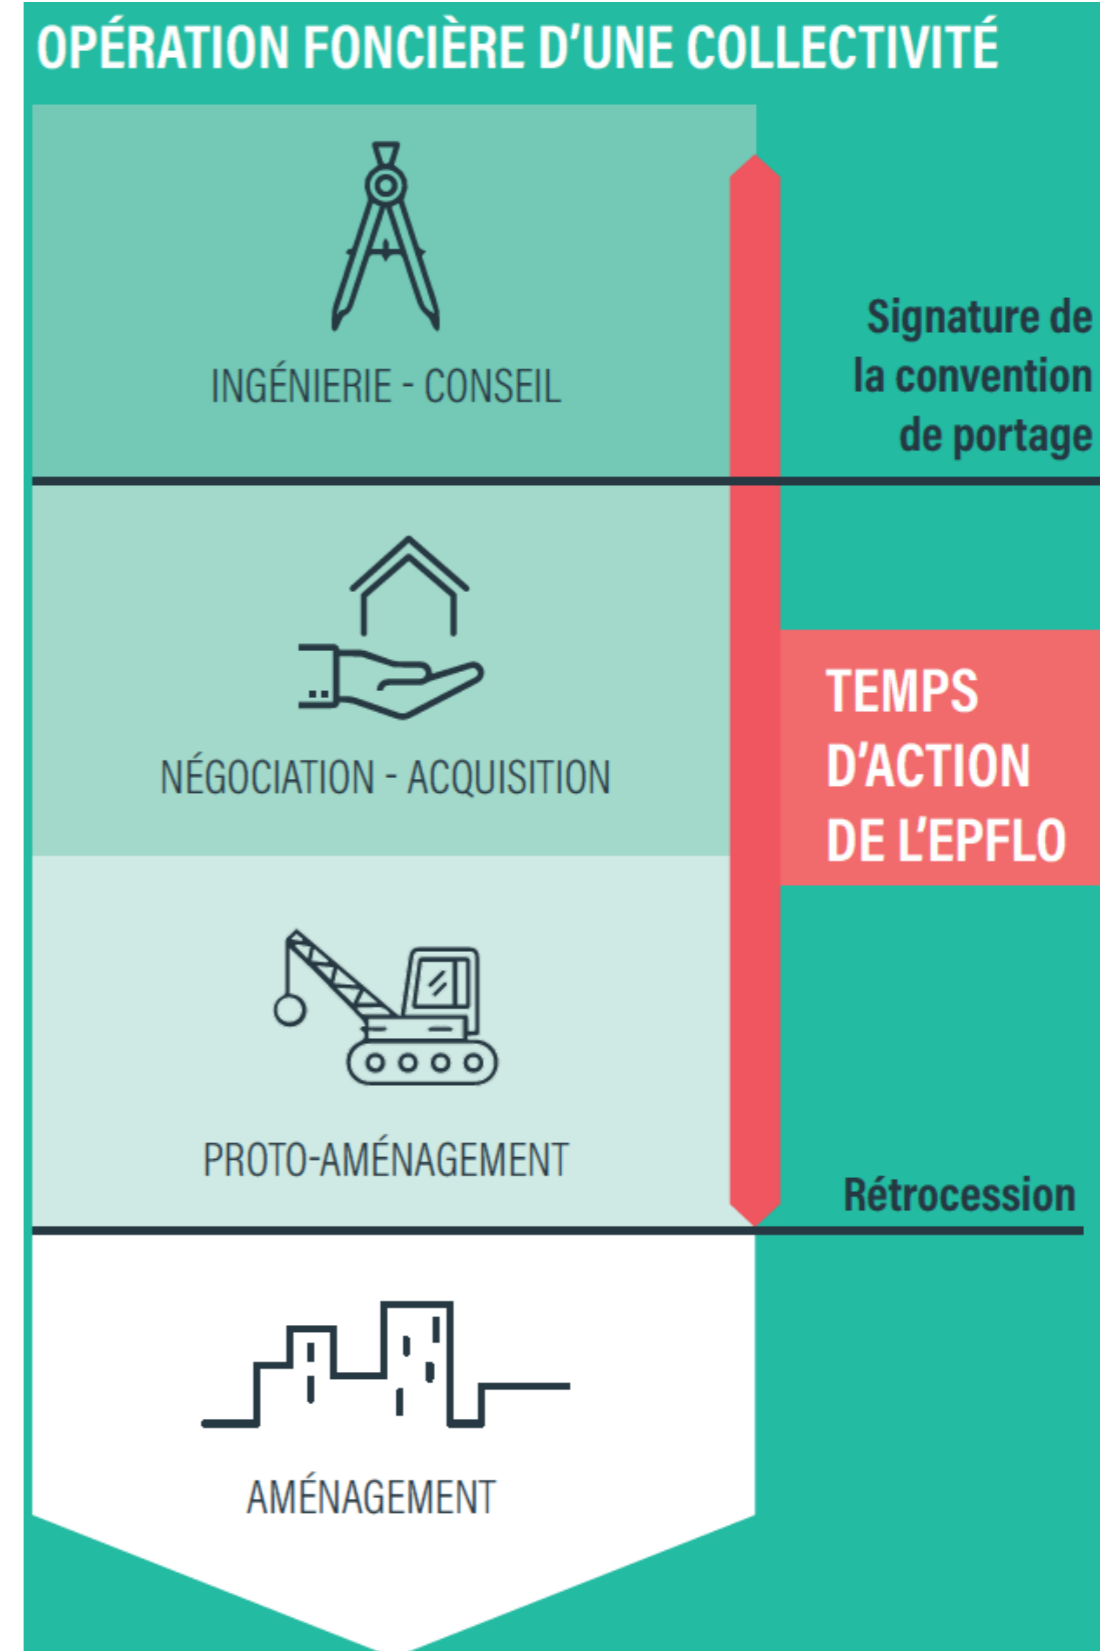 OPÉRATION FONCIÈRE D'UNE COLLECTIVITÉ
INGÉNIERIE - CONSEIL
Signature de
la convention
de portage
NÉGOCIATION - ACQUISITION
TEMPS
D'ACTION
DE L'EPFLO
PROTO-AMÉNAGEMENT
Rétrocession
AMÉNAGEMENT